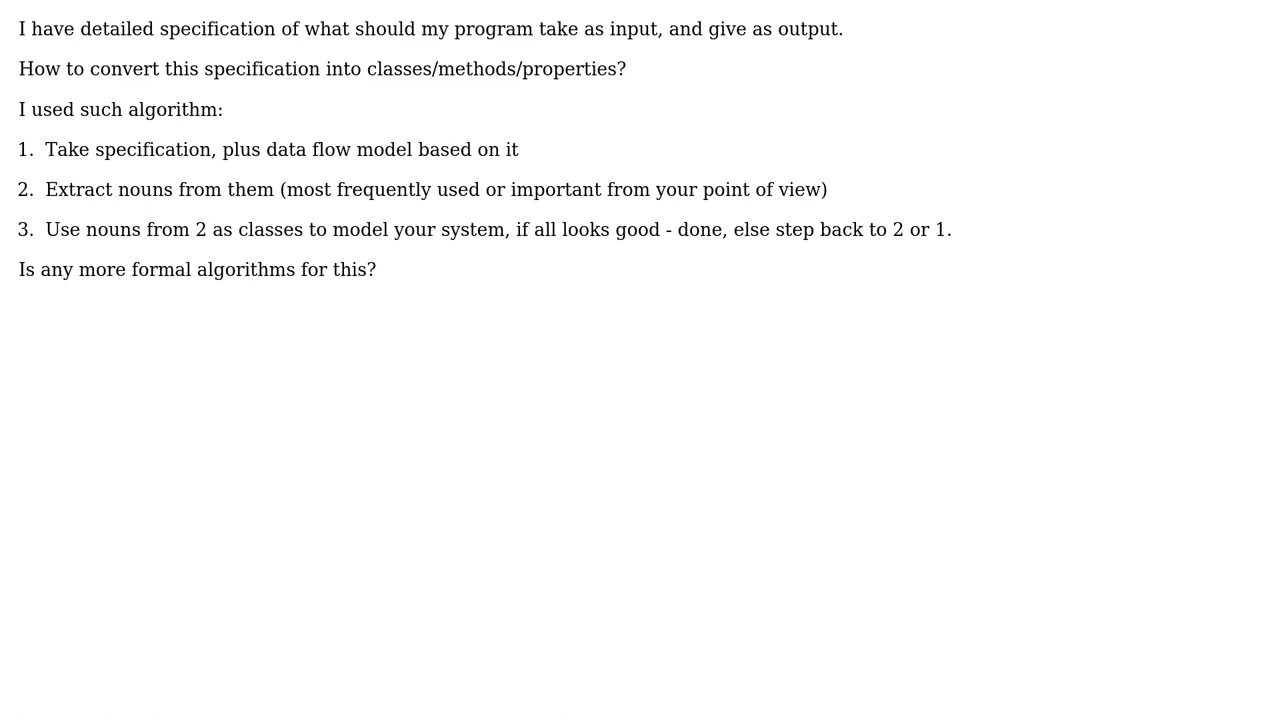 I have detailed specification of what should my program take as input, and give as output.
How to convert this specification into classes/methods/properties?
I used such algorithm:
1. Take specification, plus data flow model based on it
2. Extract nouns from them (most frequently used or important from your point of view)
3. Use nouns from 2 as classes to model your system, if all looks good - done, else step back to 2 or 1.
Is any more formal algorithms for this?